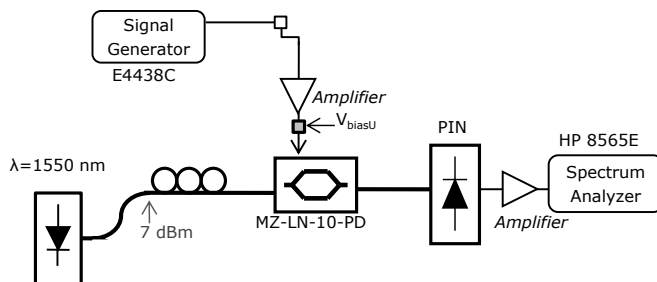 Signal
Generator
E4438C
Amplifier
V_biasU
PIN
HP 8565E
Spectrum
Analyzer
Amplifier
λ=1550 nm
7 dBm
MZ-LN-10-PD